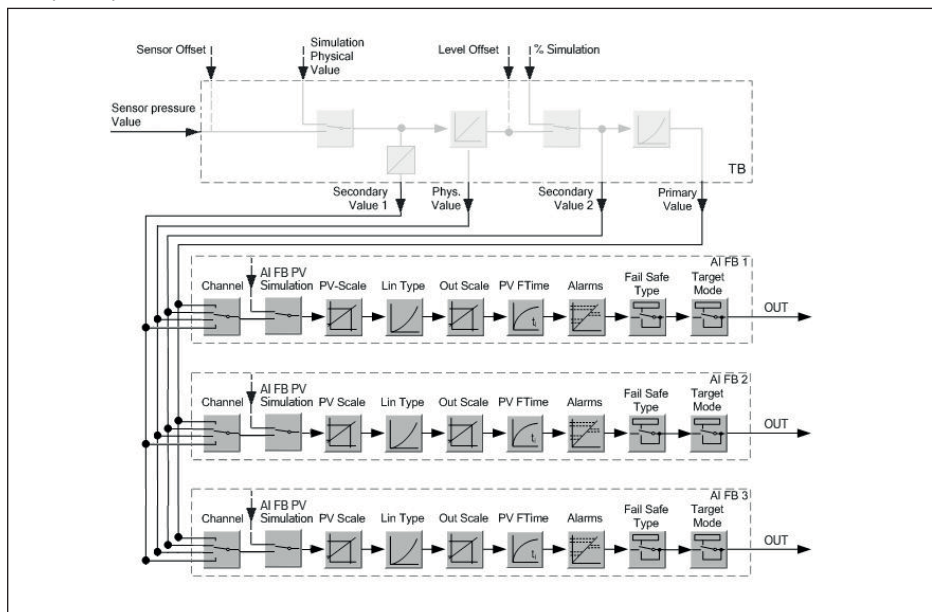 Sensor Offset
Simulation
Physical
Value
Level Offset
% Simulation
Sensor pressure
Value
TB
Secondary
Value 1
Phys.
Value
Secondary
Value 2
Primary
Value
AI FB 1
Channel
AI FB PV
Simulation
PV-Scale
Lin Type
Out Scale
PV FTime
Alarms
Fail Safe
Type
Target
Mode
OUT
t₁
AI FB 2
Channel
AI FB PV
Simulation
PV Scale
Lin Type
Out Scale
PV FTime
Alarms
Fail Safe
Type
Target
Mode
OUT
t₁
AI FB 3
Channel
AI FB PV
Simulation
PV Scale
Lin Type
Out Scale
PV FTime
Alarms
Fail Safe
Type
Target
Mode
OUT
t₁